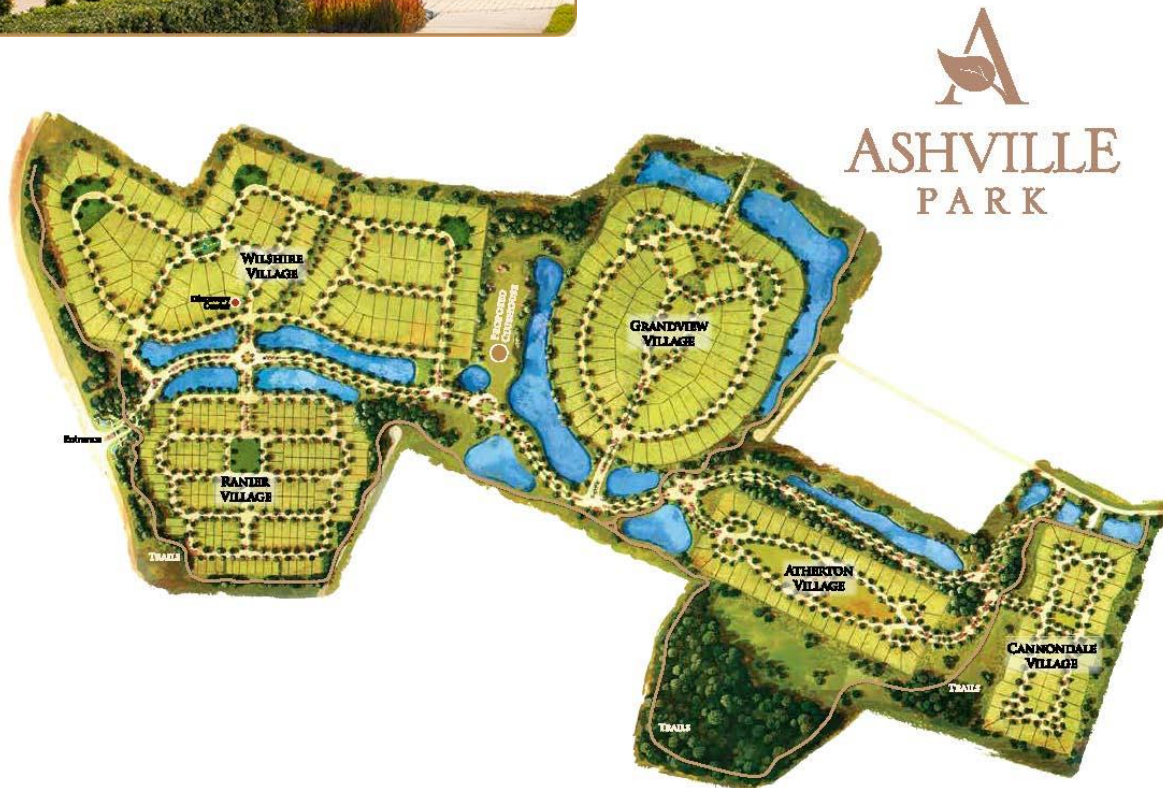 A
ASHVILLE
PARK
WILSHIRE
VILLAGE
PROPOSED
CLUBHOUSE
GRANDVIEW
VILLAGE
Entrance
RANIER
VILLAGE
TRAILS
ATHERTON
VILLAGE
CANNONDALE
VILLAGE
TRAILS
TRAILS